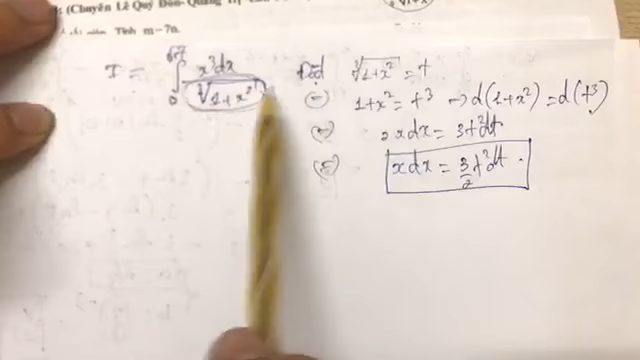 (Chuyên Lê Quý Đôn-Quảng Trị
Tính m-7n.
I = ∫₀^√7 x³dx / ∛(1+x²)
Đặt ∛(1+x²) = t
1+x² = t³ → d(1+x²) = d(t³)
2xdx = 3t²dt
xdx = 3/2 t²dt.